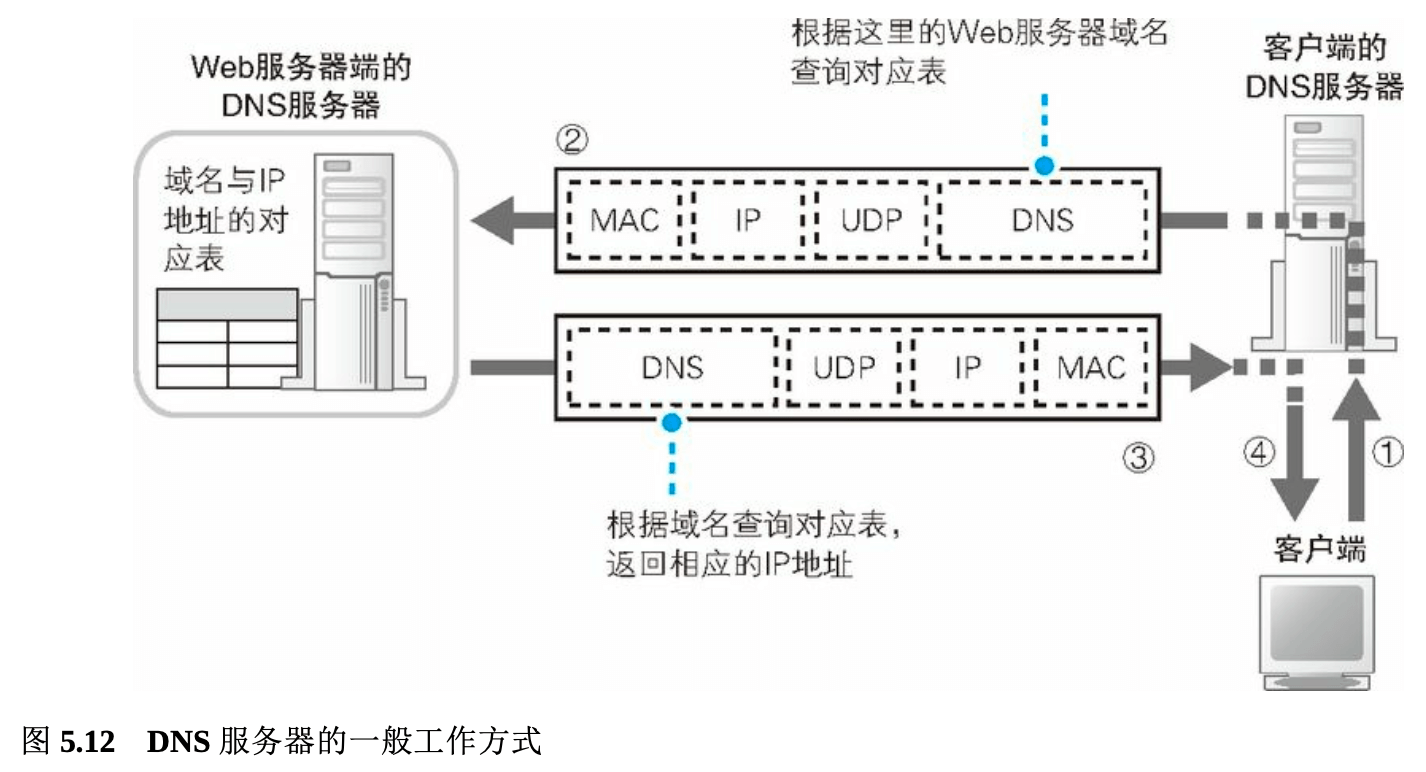 根据这里的Web服务器域名
查询对应表
客户端的
DNS服务器
Web服务器端的
DNS服务器
域名与IP
地址的对
应表
②
MAC
IP
UDP
DNS
DNS
UDP
IP
MAC
③
④
①
根据域名查询对应表，
返回相应的IP地址
客户端
图 5.12 DNS 服务器的一般工作方式